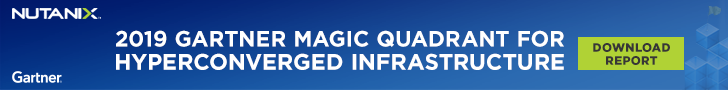 NUTANIX
2019 GARTNER MAGIC QUADRANT FOR
HYPERCONVERGED INFRASTRUCTURE
DOWNLOAD
REPORT
Gartner